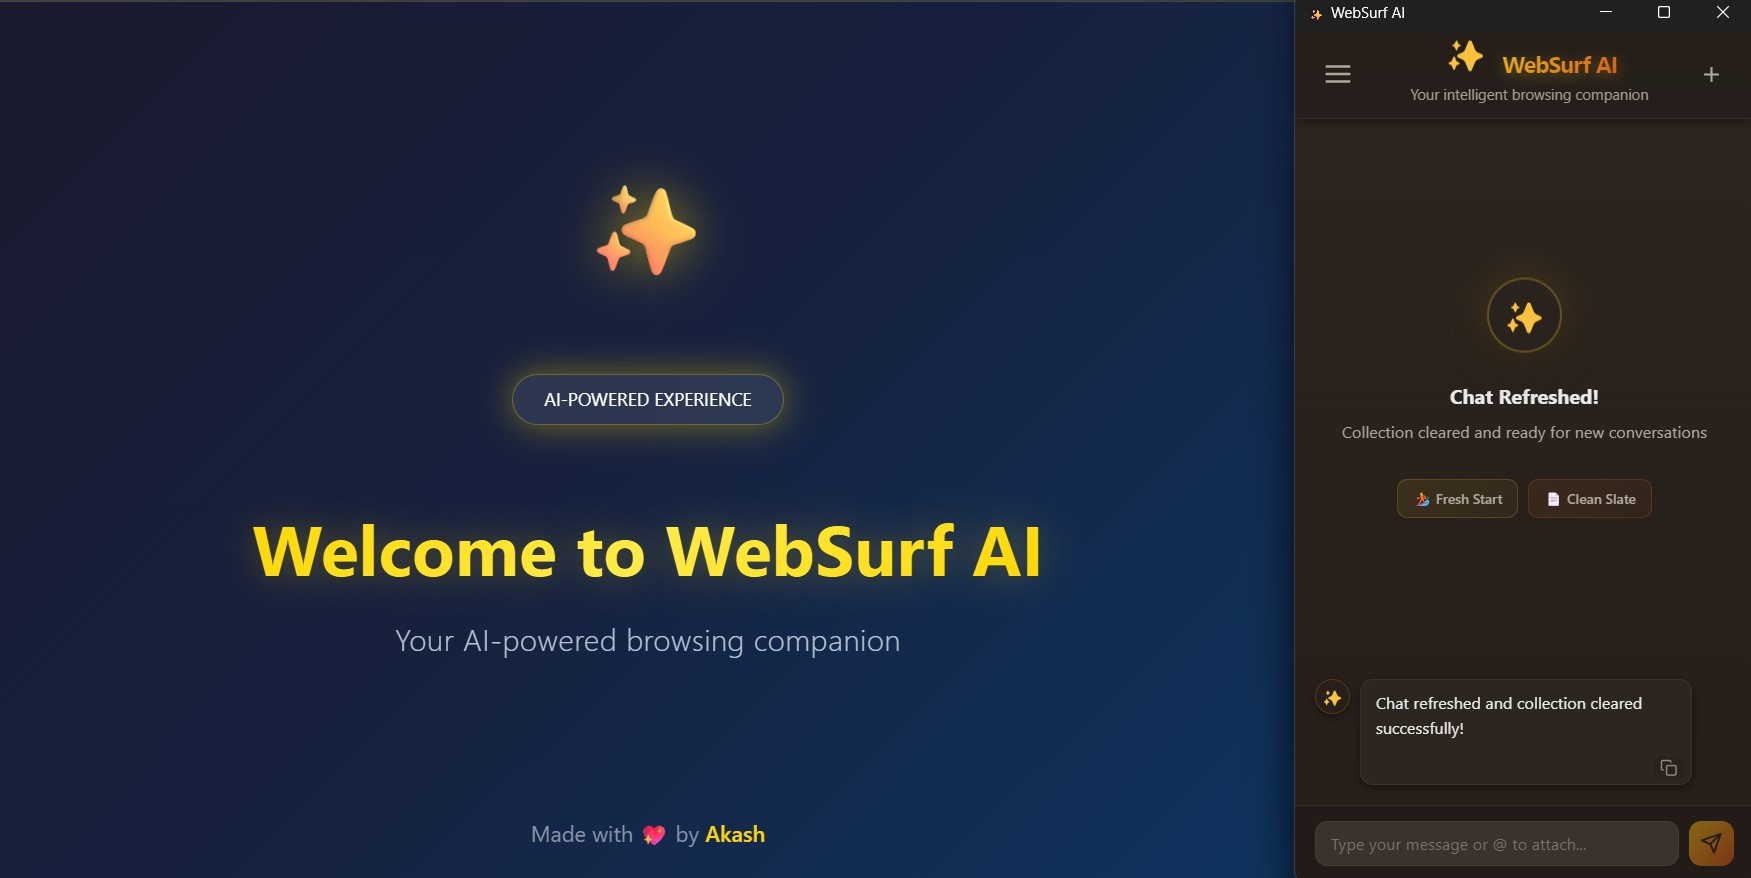 AI-POWERED EXPERIENCE
Welcome to WebSurf AI
Your AI-powered browsing companion
Made with 💖 by Akash
WebSurf AI
WebSurf AI
Your intelligent browsing companion
Chat Refreshed!
Collection cleared and ready for new conversations
Fresh Start
Clean Slate
Chat refreshed and collection cleared
successfully!
Type your message or @ to attach...